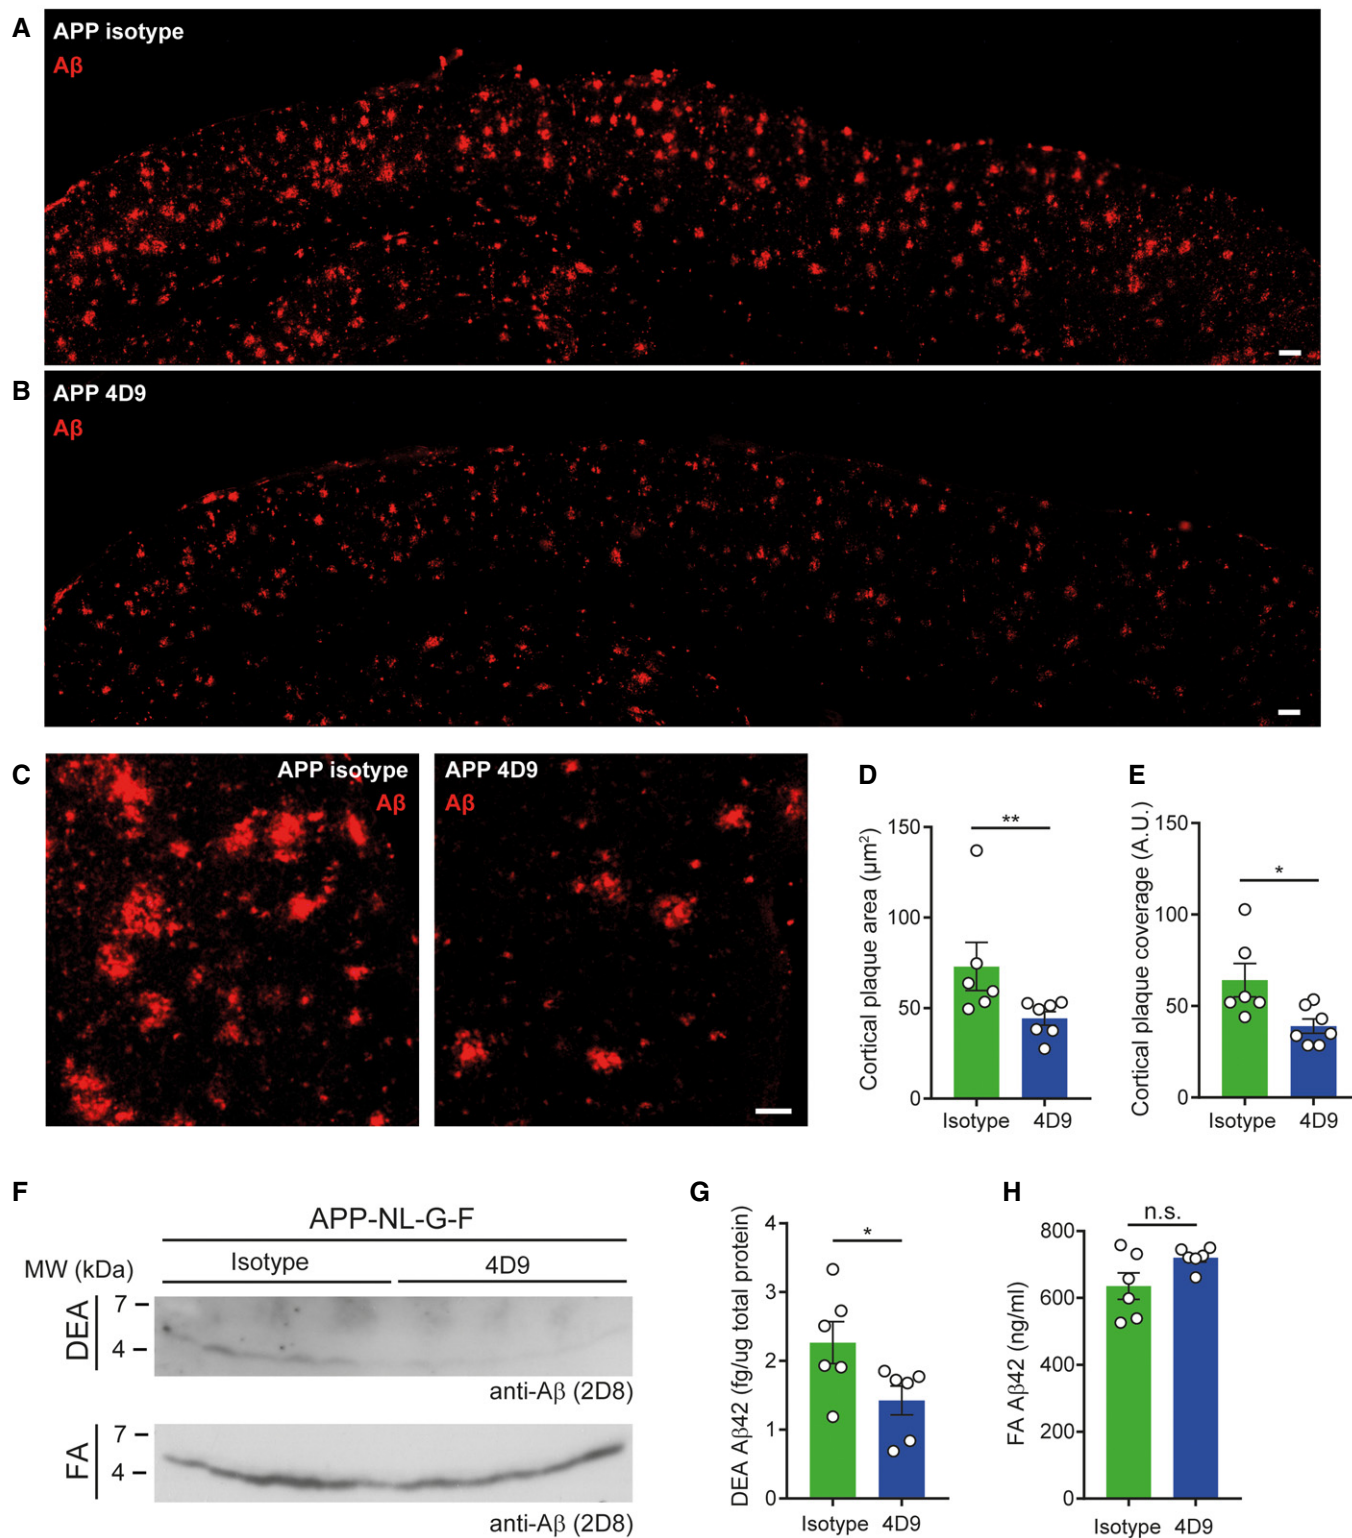 A
APP isotype
Aβ
B
APP 4D9
Aβ
C
APP isotype
Aβ
APP 4D9
Aβ
D
Cortical plaque area (µm²)
150
100
50
0
**
Isotype
4D9
E
Cortical plaque coverage (A.U.)
150
100
50
0
*
Isotype
4D9
F
APP-NL-G-F
Isotype
4D9
MW (kDa)
DEA
7
4
anti-Aβ (2D8)
FA
7
4
anti-Aβ (2D8)
G
DEA Aβ42 (fg/ug total protein)
4
3
2
1
0
*
Isotype
4D9
H
FA Aβ42 (ng/ml)
800
600
400
200
0
n.s.
Isotype
4D9